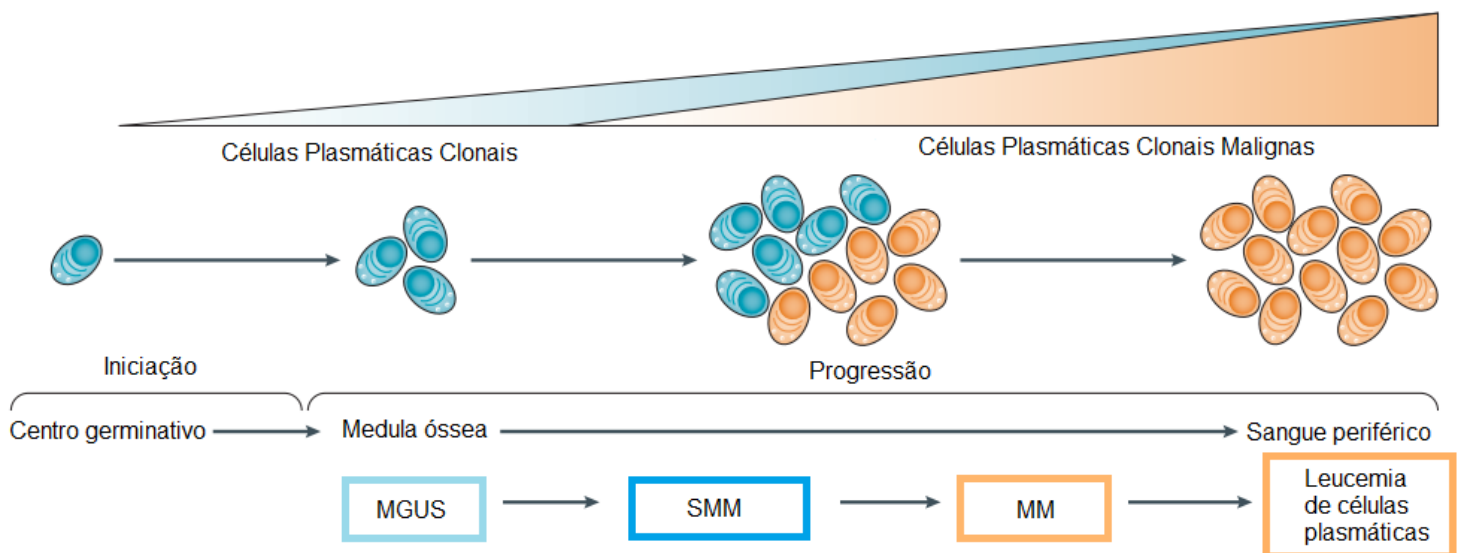 Células Plasmáticas Clonais
Células Plasmáticas Clonais Malignas
Iniciação
Progressão
Centro germinativo
Medula óssea
Sangue periférico
MGUS
SMM
MM
Leucemia
de células
plasmáticas